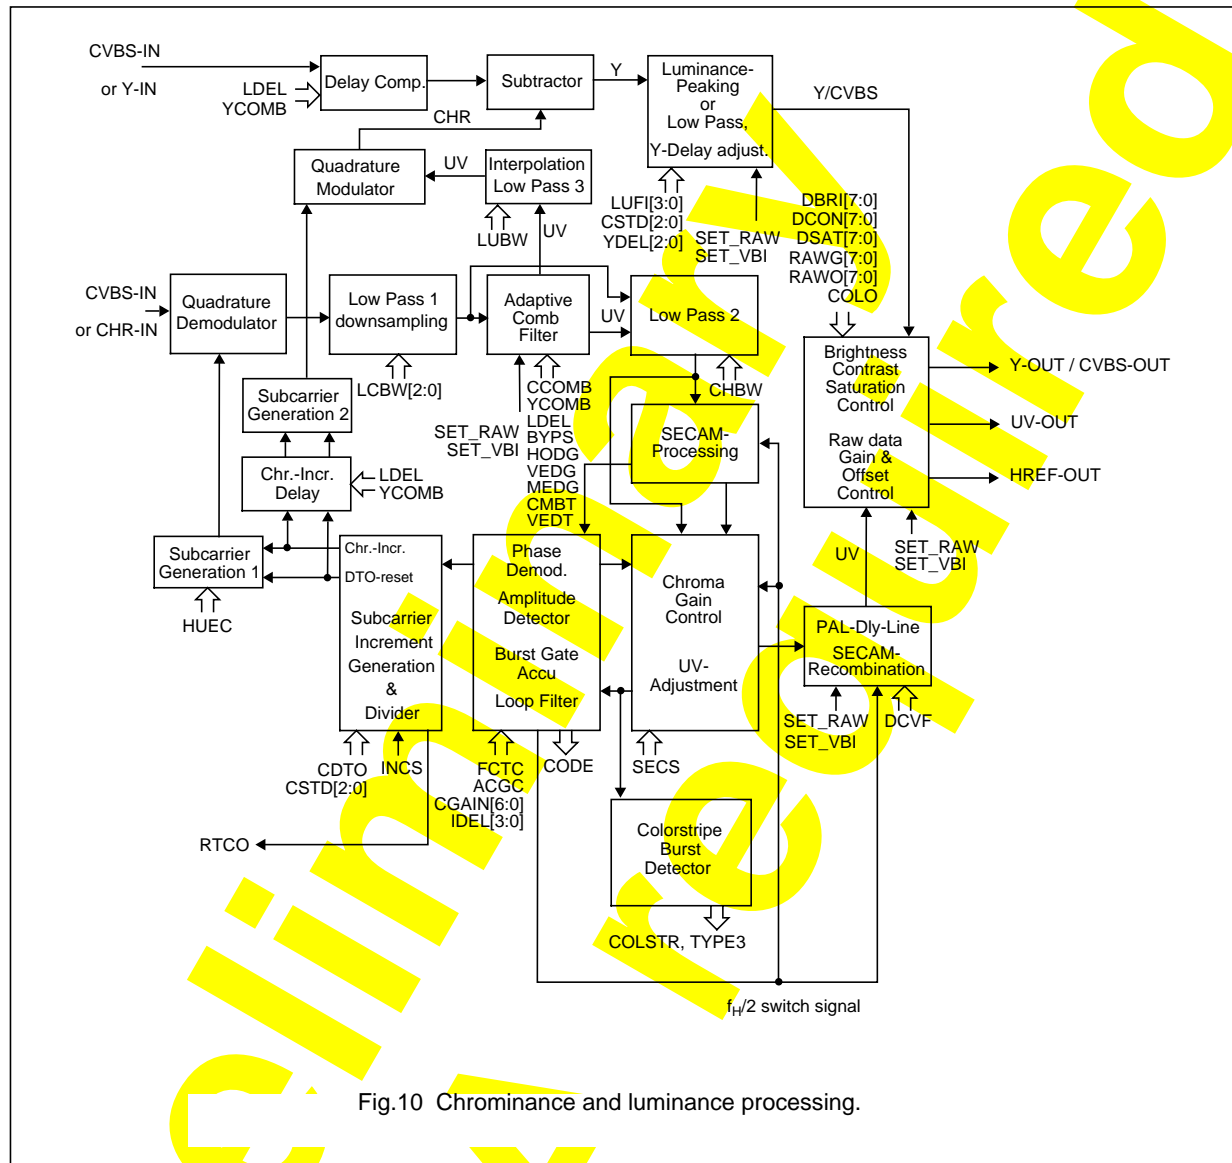 CVBS-IN
or Y-IN
LDEL
YCOMB
Delay Comp.
Subtractor
Y
Luminance-
Peaking
or
Low Pass,
Y-Delay adjust.
Y/CVBS
CHR
Quadrature
Modulator
UV
Interpolation
Low Pass 3
LUBW
UV
LUFI[3:0]
CSTD[2:0]
YDEL[2:0]
SET_RAW
SET_VBI
DBRI[7:0]
DCON[7:0]
DSAT[7:0]
RAWG[7:0]
RAWO[7:0]
COLO
CVBS-IN
or CHR-IN
Quadrature
Demodulator
Low Pass 1
downsampling
LCBW[2:0]
Adaptive
Comb
Filter
UV
Low Pass 2
CHBW
SET_RAW
SET_VBI
CCOMB
YCOMB
LDEL
BYPS
HODG
VEDG
MEDG
CMBT
VEDT
Brightness
Contrast
Saturation
Control
Raw data
Gain &
Offset
Control
Y-OUT / CVBS-OUT
UV-OUT
HREF-OUT
SET_RAW
SET_VBI
UV
Subcarrier
Generation 2
Chr.-Incr.
Delay
LDEL
YCOMB
SECAM-
Processing
Subcarrier
Generation 1
HUEC
Chr.-Incr.
DTO-reset
Subcarrier
Increment
Generation
&
Divider
Phase
Demod.
Amplitude
Detector
Burst Gate
Accu
Loop Filter
Chroma
Gain
Control
UV-
Adjustment
PAL-Dly-Line
SECAM-
Recombination
SET_RAW
SET_VBI
DCVF
CDTO
CSTD[2:0]
INCS
FCTC
ACGC
CGAIN[6:0]
IDEL[3:0]
CODE
SECS
RTCO
Colorstripe
Burst
Detector
COLSTR, TYPE3
fH/2 switch signal
Fig.10 Chrominance and luminance processing.